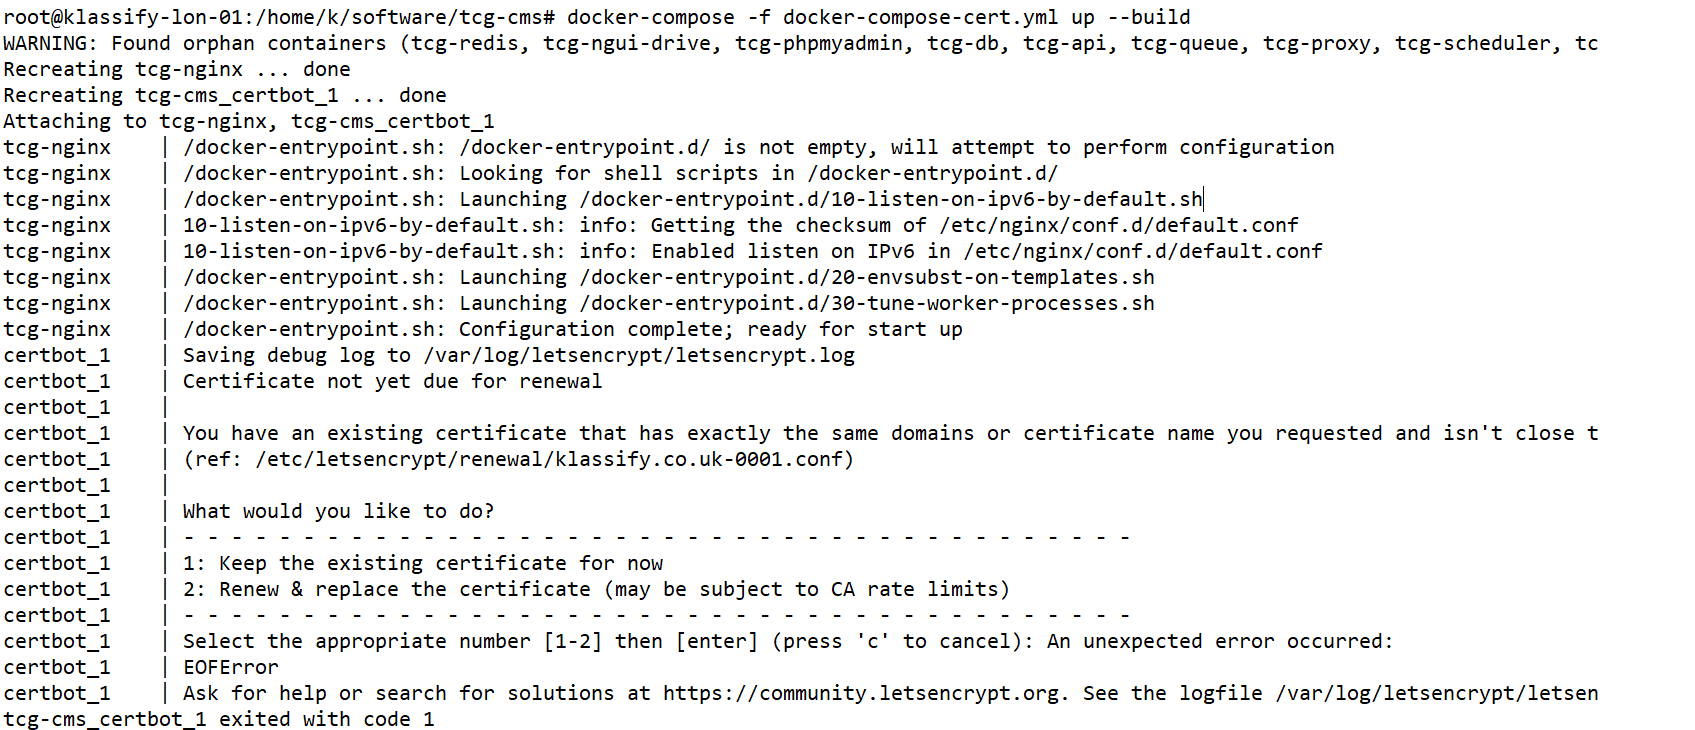 root@klassify-lon-01:/home/k/software/tcg-cms# docker-compose -f docker-compose-cert.yml up --build
WARNING: Found orphan containers (tcg-redis, tcg-ngui-drive, tcg-phpmyadmin, tcg-db, tcg-api, tcg-queue, tcg-proxy, tcg-scheduler, tc
Recreating tcg-nginx ... done
Recreating tcg-cms_certbot_1 ... done
Attaching to tcg-nginx, tcg-cms_certbot_1
tcg-nginx    | /docker-entrypoint.sh: /docker-entrypoint.d/ is not empty, will attempt to perform configuration
tcg-nginx    | /docker-entrypoint.sh: Looking for shell scripts in /docker-entrypoint.d/
tcg-nginx    | /docker-entrypoint.sh: Launching /docker-entrypoint.d/10-listen-on-ipv6-by-default.sh
tcg-nginx    | 10-listen-on-ipv6-by-default.sh: info: Getting the checksum of /etc/nginx/conf.d/default.conf
tcg-nginx    | 10-listen-on-ipv6-by-default.sh: info: Enabled listen on IPv6 in /etc/nginx/conf.d/default.conf
tcg-nginx    | /docker-entrypoint.sh: Launching /docker-entrypoint.d/20-envsubst-on-templates.sh
tcg-nginx    | /docker-entrypoint.sh: Launching /docker-entrypoint.d/30-tune-worker-processes.sh
tcg-nginx    | /docker-entrypoint.sh: Configuration complete; ready for start up
certbot_1    | Saving debug log to /var/log/letsencrypt/letsencrypt.log
certbot_1    | Certificate not yet due for renewal
certbot_1    |
certbot_1    | You have an existing certificate that has exactly the same domains or certificate name you requested and isn't close t
certbot_1    | (ref: /etc/letsencrypt/renewal/klassify.co.uk-0001.conf)
certbot_1    |
certbot_1    | What would you like to do?
certbot_1    | - - - - - - - - - - - - - - - - - - - - - - - - - - - - - - - - - - - - - - - -
certbot_1    | 1: Keep the existing certificate for now
certbot_1    | 2: Renew & replace the certificate (may be subject to CA rate limits)
certbot_1    | - - - - - - - - - - - - - - - - - - - - - - - - - - - - - - - - - - - - - - - -
certbot_1    | Select the appropriate number [1-2] then [enter] (press 'c' to cancel): An unexpected error occurred:
certbot_1    | EOFError
certbot_1    | Ask for help or search for solutions at https://community.letsencrypt.org. See the logfile /var/log/letsencrypt/letsen
tcg-cms_certbot_1 exited with code 1